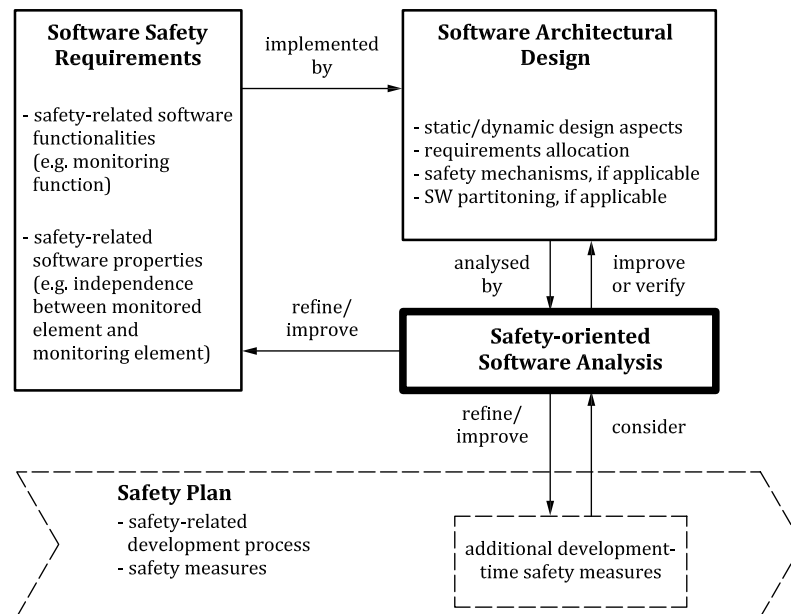 Software Safety
Requirements
- safety-related software
functionalities
(e.g. monitoring
function)
- safety-related
software properties
(e.g. independence
between monitored
element and
monitoring element)
implemented
by
Software Architectural
Design
- static/dynamic design aspects
- requirements allocation
- safety mechanisms, if applicable
- SW partitoning, if applicable
analysed
by
improve
or verify
refine/
improve
Safety-oriented
Software Analysis
refine/
improve
consider
Safety Plan
- safety-related
development process
- safety measures
additional development-
time safety measures